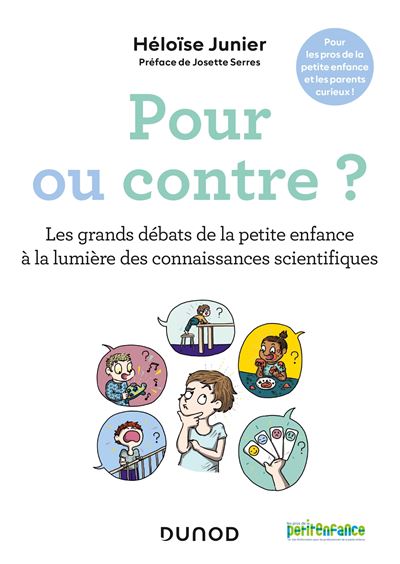 Héloïse Junier
Préface de Josette Serres
Pour
les pros de la
petite enfance
et les parents
curieux !
Pour
ou contre ?
Les grands débats de la petite enfance
à la lumière des connaissances scientifiques
?
?
?
?
?
DUNOD
les pros de la
petitenfance